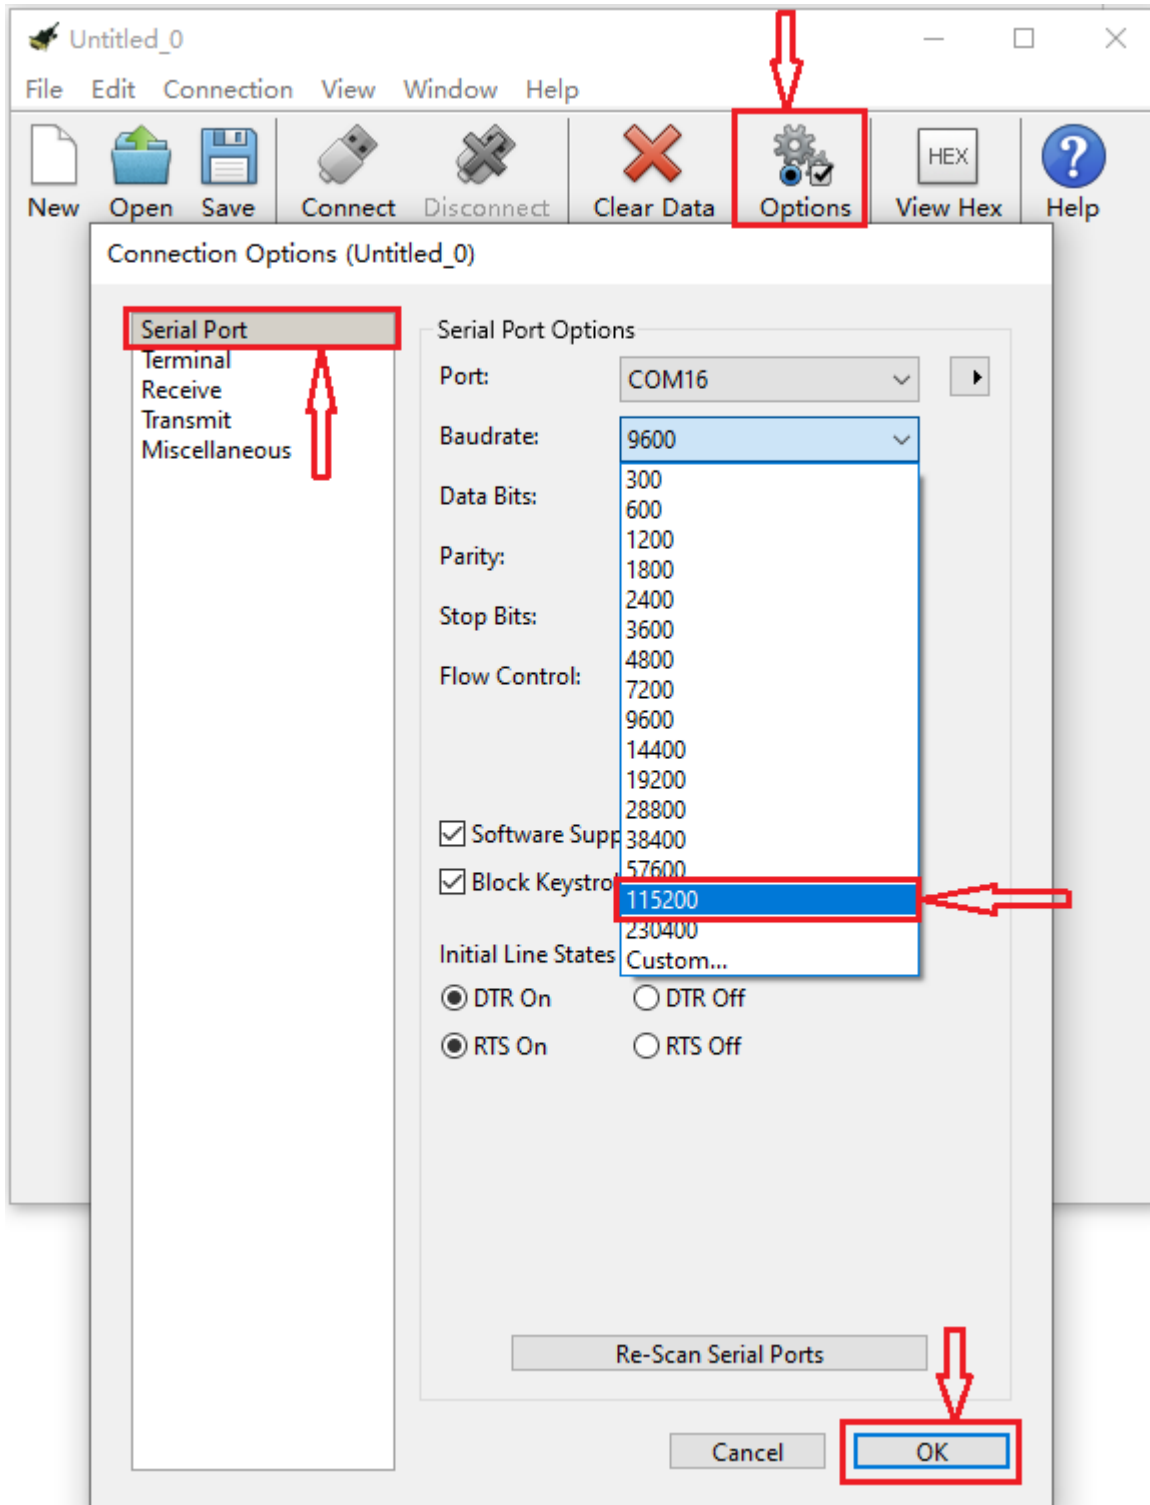 Untitled_0
File Edit Connection View Window Help
HEX
New Open Save Connect Disconnect Clear Data Options View Hex Help
Connection Options (Untitled_0)
Serial Port
Terminal
Receive
Transmit
Miscellaneous
Serial Port Options
Port: COM16
Baudrate: 9600
300
Data Bits:
600
1200
Parity:
1800
2400
Stop Bits:
3600
4800
Flow Control:
7200
9600
14400
19200
28800
Software Supp
38400
57600
Block Keystro
115200
230400
Initial Line States
Custom...
DTR On DTR Off
RTS On RTS Off
Re-Scan Serial Ports
Cancel OK